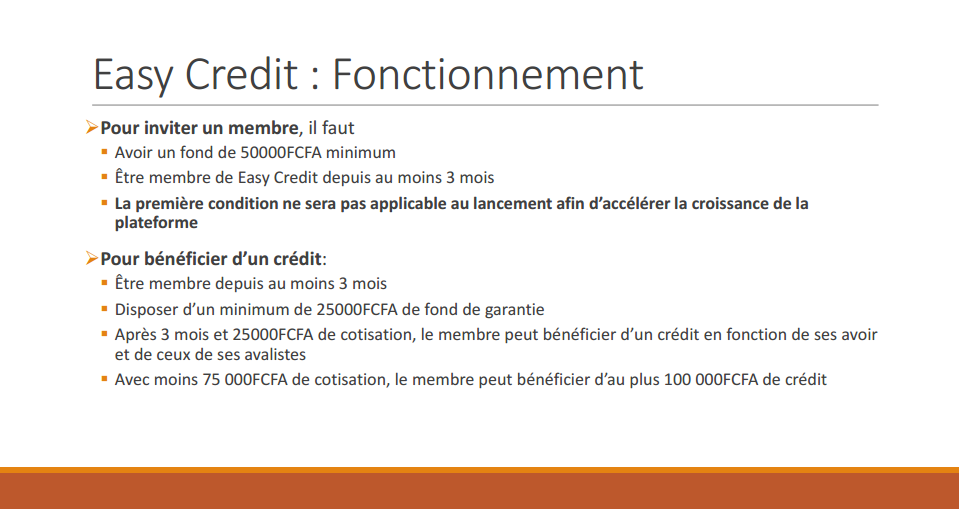 Easy Credit : Fonctionnement
➢Pour inviter un membre, il faut
▪ Avoir un fond de 50000FCFA minimum
▪ Être membre de Easy Credit depuis au moins 3 mois
▪ La première condition ne sera pas applicable au lancement afin d’accélérer la croissance de la
plateforme
➢Pour bénéficier d’un crédit:
▪ Être membre depuis au moins 3 mois
▪ Disposer d’un minimum de 25000FCFA de fond de garantie
▪ Après 3 mois et 25000FCFA de cotisation, le membre peut bénéficier d’un crédit en fonction de ses avoir
et de ceux de ses avalistes
▪ Avec moins 75 000FCFA de cotisation, le membre peut bénéficier d’au plus 100 000FCFA de crédit